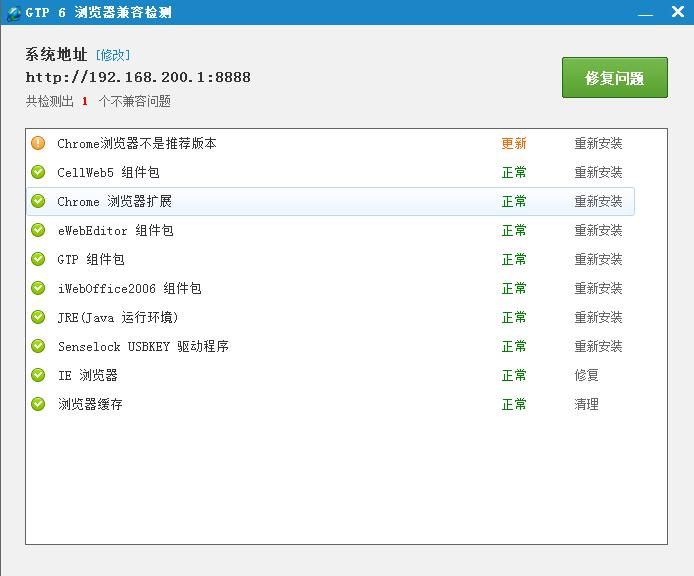 GTP 6 浏览器兼容检测
系统地址 [修改]
http://192.168.200.1:8888
共检测出 1 个不兼容问题
修复问题
Chrome浏览器不是推荐版本 更新 重新安装
CellWeb5 组件包 正常 重新安装
Chrome 浏览器扩展 正常 重新安装
eWebEditor 组件包 正常 重新安装
GTP 组件包 正常 重新安装
iWebOffice2006 组件包 正常 重新安装
JRE(Java 运行环境) 正常 重新安装
Senselock USBKEY 驱动程序 正常 重新安装
IE 浏览器 正常 修复
浏览器缓存 正常 清理